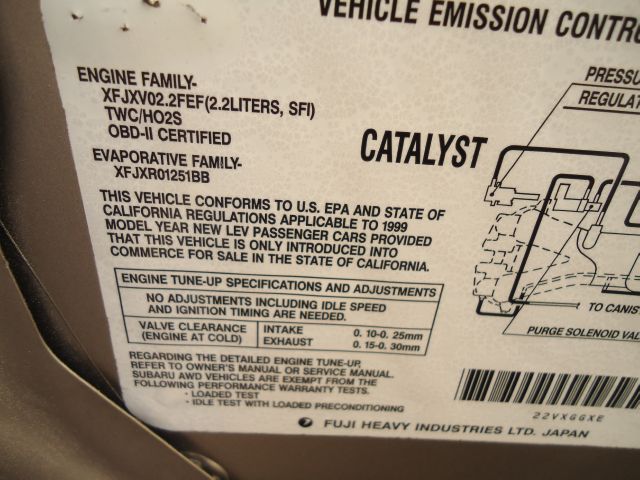 VEHICLE EMISSION CONTRO
ENGINE FAMILY-
XFJXV02.2FEF(2.2LITERS, SFI)
TWC/HO2S
OBD-II CERTIFIED
EVAPORATIVE FAMILY-
XFJXR01251BB
CATALYST
PRESSU
REGULAT
THIS VEHICLE CONFORMS TO U.S. EPA AND STATE OF
CALIFORNIA REGULATIONS APPLICABLE TO 1999
MODEL YEAR NEW LEV PASSENGER CARS PROVIDED
THAT THIS VEHICLE IS ONLY INTRODUCED INTO
COMMERCE FOR SALE IN THE STATE OF CALIFORNIA.
ENGINE TUNE-UP SPECIFICATIONS AND ADJUSTMENTS
NO ADJUSTMENTS INCLUDING IDLE SPEED
AND IGNITION TIMING ARE NEEDED.
VALVE CLEARANCE
(ENGINE AT COLD)
INTAKE 0. 10-0. 25mm
EXHAUST 0. 15-0. 30mm
TO CANIST
PURGE SOLENOID VAL
REGARDING THE DETAILED ENGINE TUNE-UP,
REFER TO OWNER'S MANUAL OR SERVICE MANUAL.
SUBARU AWD VEHICLES ARE EXEMPT FROM THE
FOLLOWING PERFORMANCE WARRANTY TESTS.
• LOADED TEST
• IDLE TEST WITH LOADED PRECONDITIONING
22VXGGXE
FUJI HEAVY INDUSTRIES LTD. JAPAN